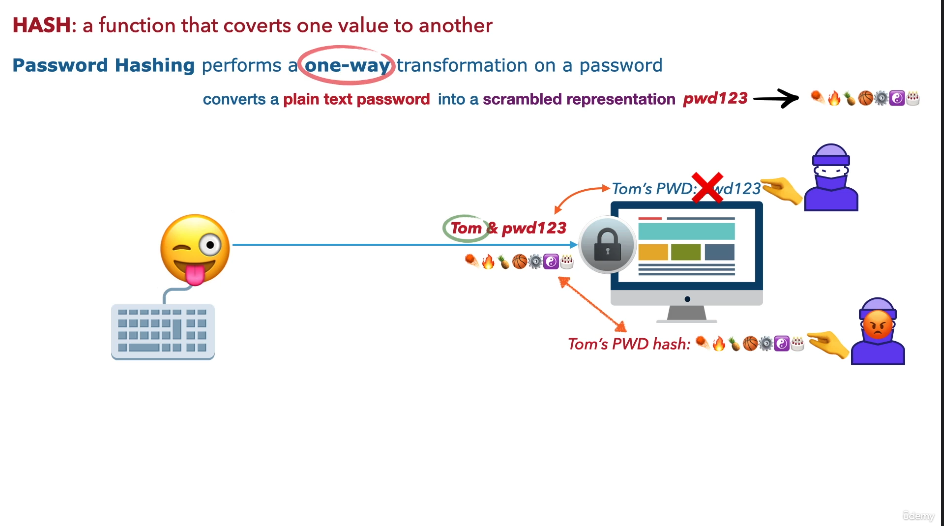 HASH: a function that coverts one value to another
Password Hashing performs a one-way transformation on a password
converts a plain text password into a scrambled representation pwd123
Tom's PWD: pwd123
Tom & pwd123
Tom's PWD hash:
ûdemy